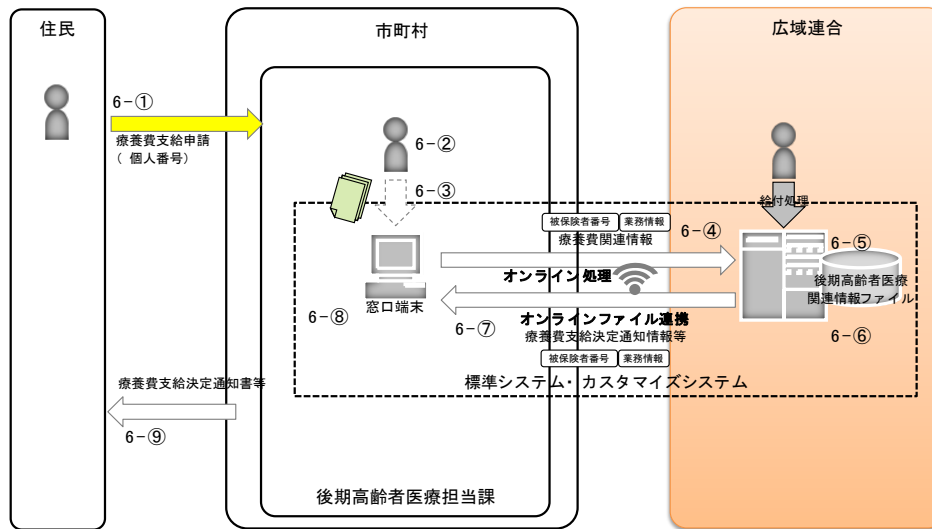 住民
市町村
広域連合
6-①
療養費支給申請
（ 個人番号）
6-②
6-③
給付処理
被保険者番号
業務情報
療養費関連情報
6-④
6-⑤
オンライン処理
後期高齢者医療
関連情報ファイル
窓口端末
6-⑧
6-⑦
オンラインファイル連携
療養費支給決定通知情報等
6-⑥
被保険者番号
業務情報
標準システム・カスタマイズシステム
療養費支給決定通知書等
6-⑨
後期高齢者医療担当課